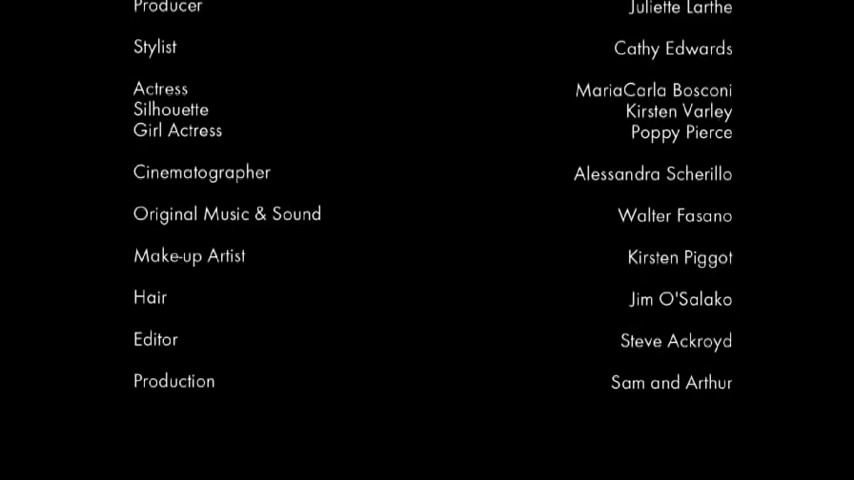 Producer Juliette Larthe
Stylist Cathy Edwards
Actress MariaCarla Bosconi
Silhouette Kirsten Varley
Girl Actress Poppy Pierce
Cinematographer Alessandra Scherillo
Original Music & Sound Walter Fasano
Make-up Artist Kirsten Piggot
Hair Jim O'Salako
Editor Steve Ackroyd
Production Sam and Arthur